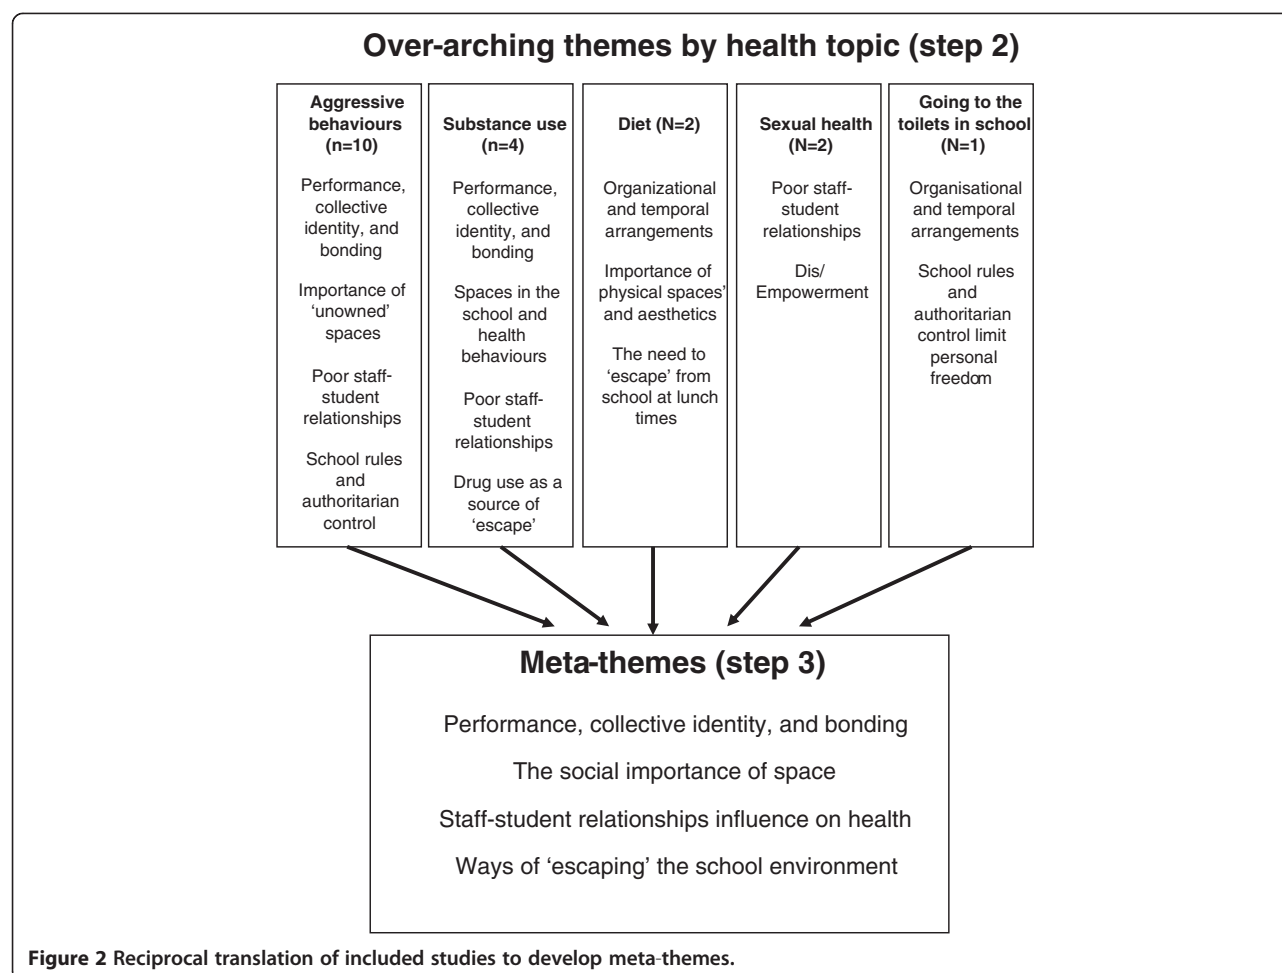 Over-arching themes by health topic (step 2)
Aggressive
behaviours
(n=10)
Performance,
collective
identity, and
bonding
Importance of
‘unowned’
spaces
Poor staff-
student
relationships
School rules
and
authoritarian
control
Substance use
(n=4)
Performance,
collective
identity, and
bonding
Spaces in the
school and
health
behaviours
Poor staff-
student
relationships
Drug use as a
source of
‘escape’
Diet (N=2)
Organizational
and temporal
arrangements
Importance of
physical spaces’
and aesthetics
The need to
‘escape’ from
school at lunch
times
Sexual health
(N=2)
Poor staff-
student
relationships
Dis/
Empowerment
Going to the
toilets in school
(N=1)
Organisational
and temporal
arrangements
School rules
and
authoritarian
control limit
personal
freedom
Meta-themes (step 3)
Performance, collective identity, and bonding
The social importance of space
Staff-student relationships influence on health
Ways of ‘escaping’ the school environment
Figure 2 Reciprocal translation of included studies to develop meta-themes.